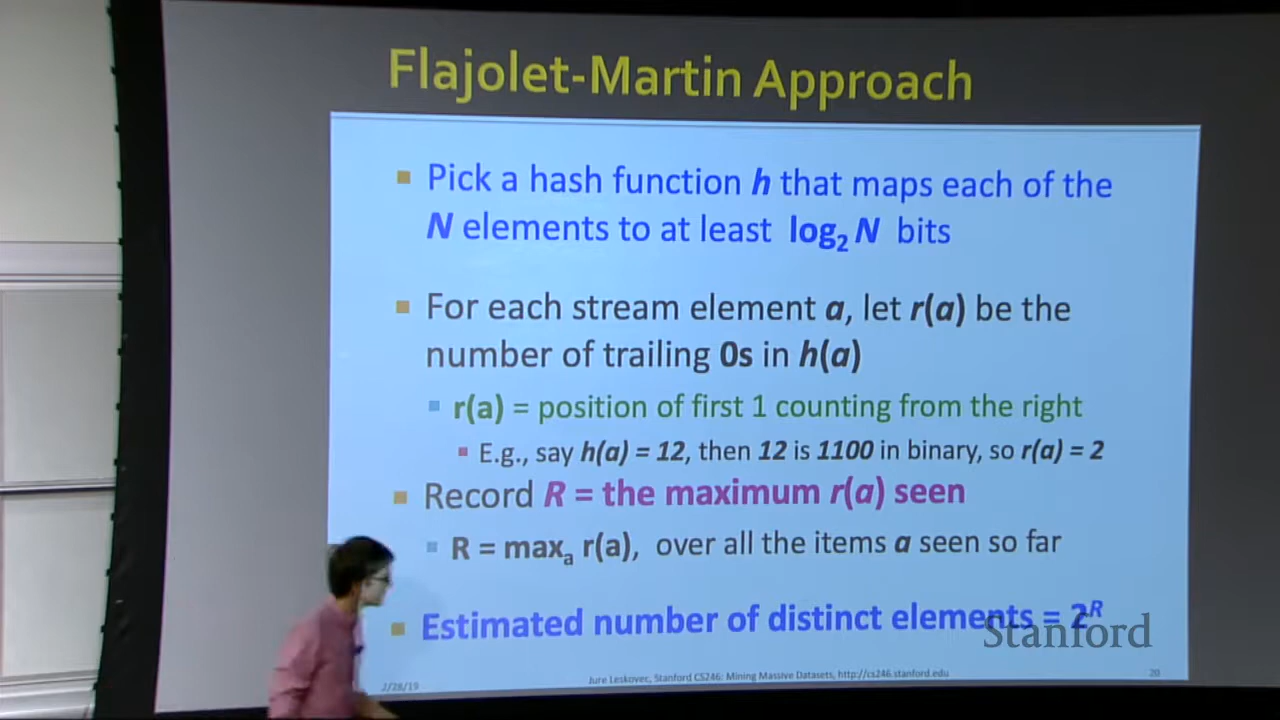 Flajolet-Martin Approach
Pick a hash function h that maps each of the
N elements to at least log₂ N bits
For each stream element a, let r(a) be the
number of trailing 0s in h(a)
r(a) = position of first 1 counting from the right
E.g., say h(a) = 12, then 12 is 1100 in binary, so r(a) = 2
Record R = the maximum r(a) seen
R = maxₐ r(a), over all the items a seen so far
Estimated number of distinct elements = 2ᴿ
Stanford
2/28/19
Jure Leskovec, Stanford CS246: Mining Massive Datasets, http://cs246.stanford.edu
20